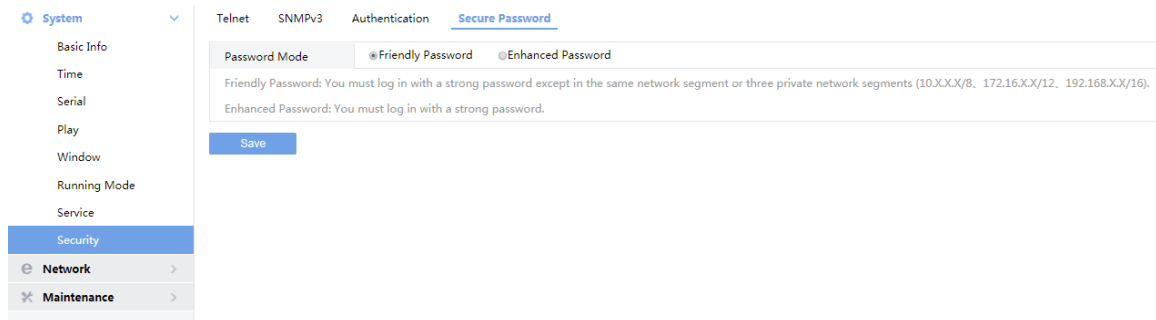 System
Basic Info
Time
Serial
Play
Window
Running Mode
Service
Security
Network
Maintenance
Telnet SNMPv3 Authentication Secure Password
Password Mode Friendly Password Enhanced Password
Friendly Password: You must log in with a strong password except in the same network segment or three private network segments (10.X.X.X/8、172.16.X.X/12、192.168.X.X/16).
Enhanced Password: You must log in with a strong password.
Save